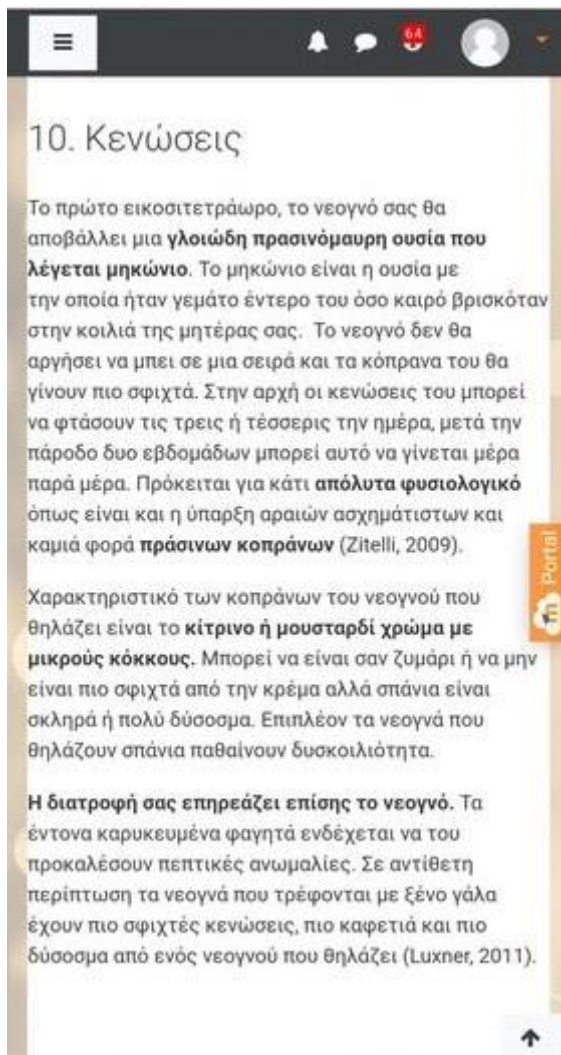 64
10. Κενώσεις
Το πρώτο εικοσιτετράωρο, το νεογνό σας θα
αποβάλλει μια γλοιώδη πρασινόμαυρη ουσία που
λέγεται μηκώνιο. Το μηκώνιο είναι η ουσία με
την οποία ήταν γεμάτο έντερο του όσο καιρό βρισκόταν
στην κοιλιά της μητέρας σας. Το νεογνό δεν θα
αργήσει να μπει σε μια σειρά και τα κόπρανα του θα
γίνουν πιο σφιχτά. Στην αρχή οι κενώσεις του μπορεί
να φτάσουν τις τρεις ή τέσσερις την ημέρα, μετά την
πάροδο δυο εβδομάδων μπορεί αυτό να γίνεται μέρα
παρά μέρα. Πρόκειται για κάτι απόλυτα φυσιολογικό
όπως είναι και η ύπαρξη αραιών ασχημάτιστων και
καμιά φορά πράσινων κοπράνων (Zitelli, 2009).
Portal
Χαρακτηριστικό των κοπράνων του νεογνού που
θηλάζει είναι το κίτρινο ή μουσταρδί χρώμα με
μικρούς κόκκους. Μπορεί να είναι σαν ζυμάρι ή να μην
είναι πιο σφιχτά από την κρέμα αλλά σπάνια είναι
σκληρά ή πολύ δύσοσμα. Επιπλέον τα νεογνά που
θηλάζουν σπάνια παθαίνουν δυσκοιλιότητα.
Η διατροφή σας επηρεάζει επίσης το νεογνό. Τα
έντονα καρυκευμένα φαγητά ενδέχεται να του
προκαλέσουν πεπτικές ανωμαλίες. Σε αντίθετη
περίπτωση τα νεογνά που τρέφονται με ξένο γάλα
έχουν πιο σφιχτές κενώσεις, πιο καφετιά και πιο
δύσοσμα από ενός νεογνού που θηλάζει (Luxner, 2011).